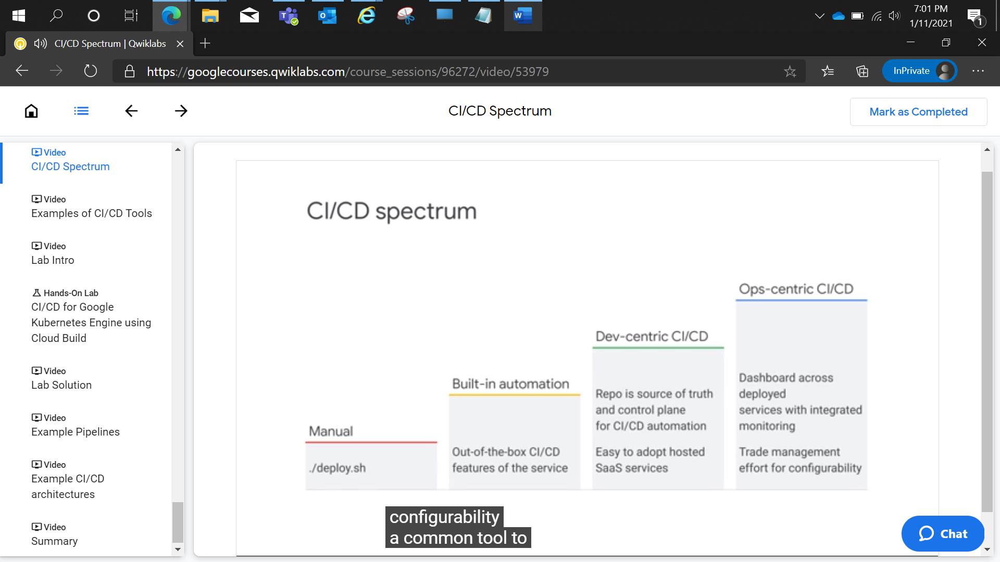 7:01 PM
1/11/2021
1
CI/CD Spectrum | Qwiklabs
https://googlecourses.qwiklabs.com/course_sessions/96272/video/53979
InPrivate
CI/CD Spectrum
Mark as Completed
Video
CI/CD Spectrum
Video
Examples of CI/CD Tools
Video
Lab Intro
Hands-On Lab
CI/CD for Google
Kubernetes Engine using
Cloud Build
Video
Lab Solution
Video
Example Pipelines
Video
Example CI/CD
architectures
Video
Summary
CI/CD spectrum
Manual
./deploy.sh
Built-in automation
Out-of-the-box CI/CD
features of the service
Dev-centric CI/CD
Repo is source of truth
and control plane
for CI/CD automation
Easy to adopt hosted
SaaS services
Ops-centric CI/CD
Dashboard across
deployed
services with integrated
monitoring
Trade management
effort for configurability
configurability
a common tool to
Chat